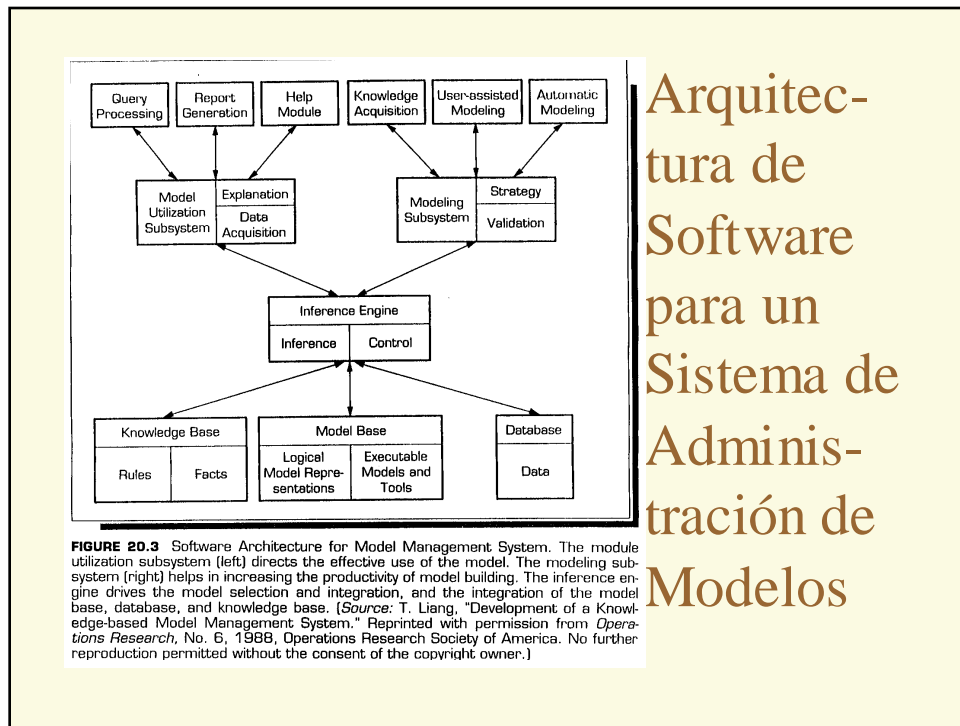 Query
Processing
Report
Generation
Help
Module
Knowledge
Acquisition
User-assisted
Modeling
Automatic
Modeling
Model
Utilization
Subsystem
Explanation
Data
Acquisition
Modeling
Subsystem
Strategy
Validation
Inference Engine
Inference
Control
Knowledge Base
Rules
Facts
Model Base
Logical
Model Repre-
sentations
Executable
Models and
Tools
Database
Data
FIGURE 20.3 Software Architecture for Model Management System. The module
utilization subsystem (left) directs the effective use of the model. The modeling sub-
system (right) helps in increasing the productivity of model building. The inference en-
gine drives the model selection and integration, and the integration of the model
base, database, and knowledge base. (Source: T. Liang, "Development of a Knowl-
edge-based Model Management System." Reprinted with permission from Opera-
tions Research, No. 6, 1988, Operations Research Society of America. No further
reproduction permitted without the consent of the copyright owner.)
Arquitec-
tura de
Software
para un
Sistema de
Adminis-
tración de
Modelos